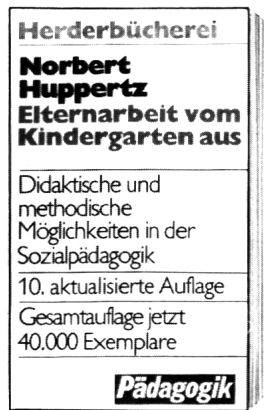 Herderbücherei
Norbert
Huppertz
Elternarbeit vom
Kindergarten aus
Didaktische und
methodische
Möglichkeiten in der
Sozialpädagogik
10. aktualisierte Auflage
Gesamtauflage jetzt
40.000 Exemplare
Pädagogik